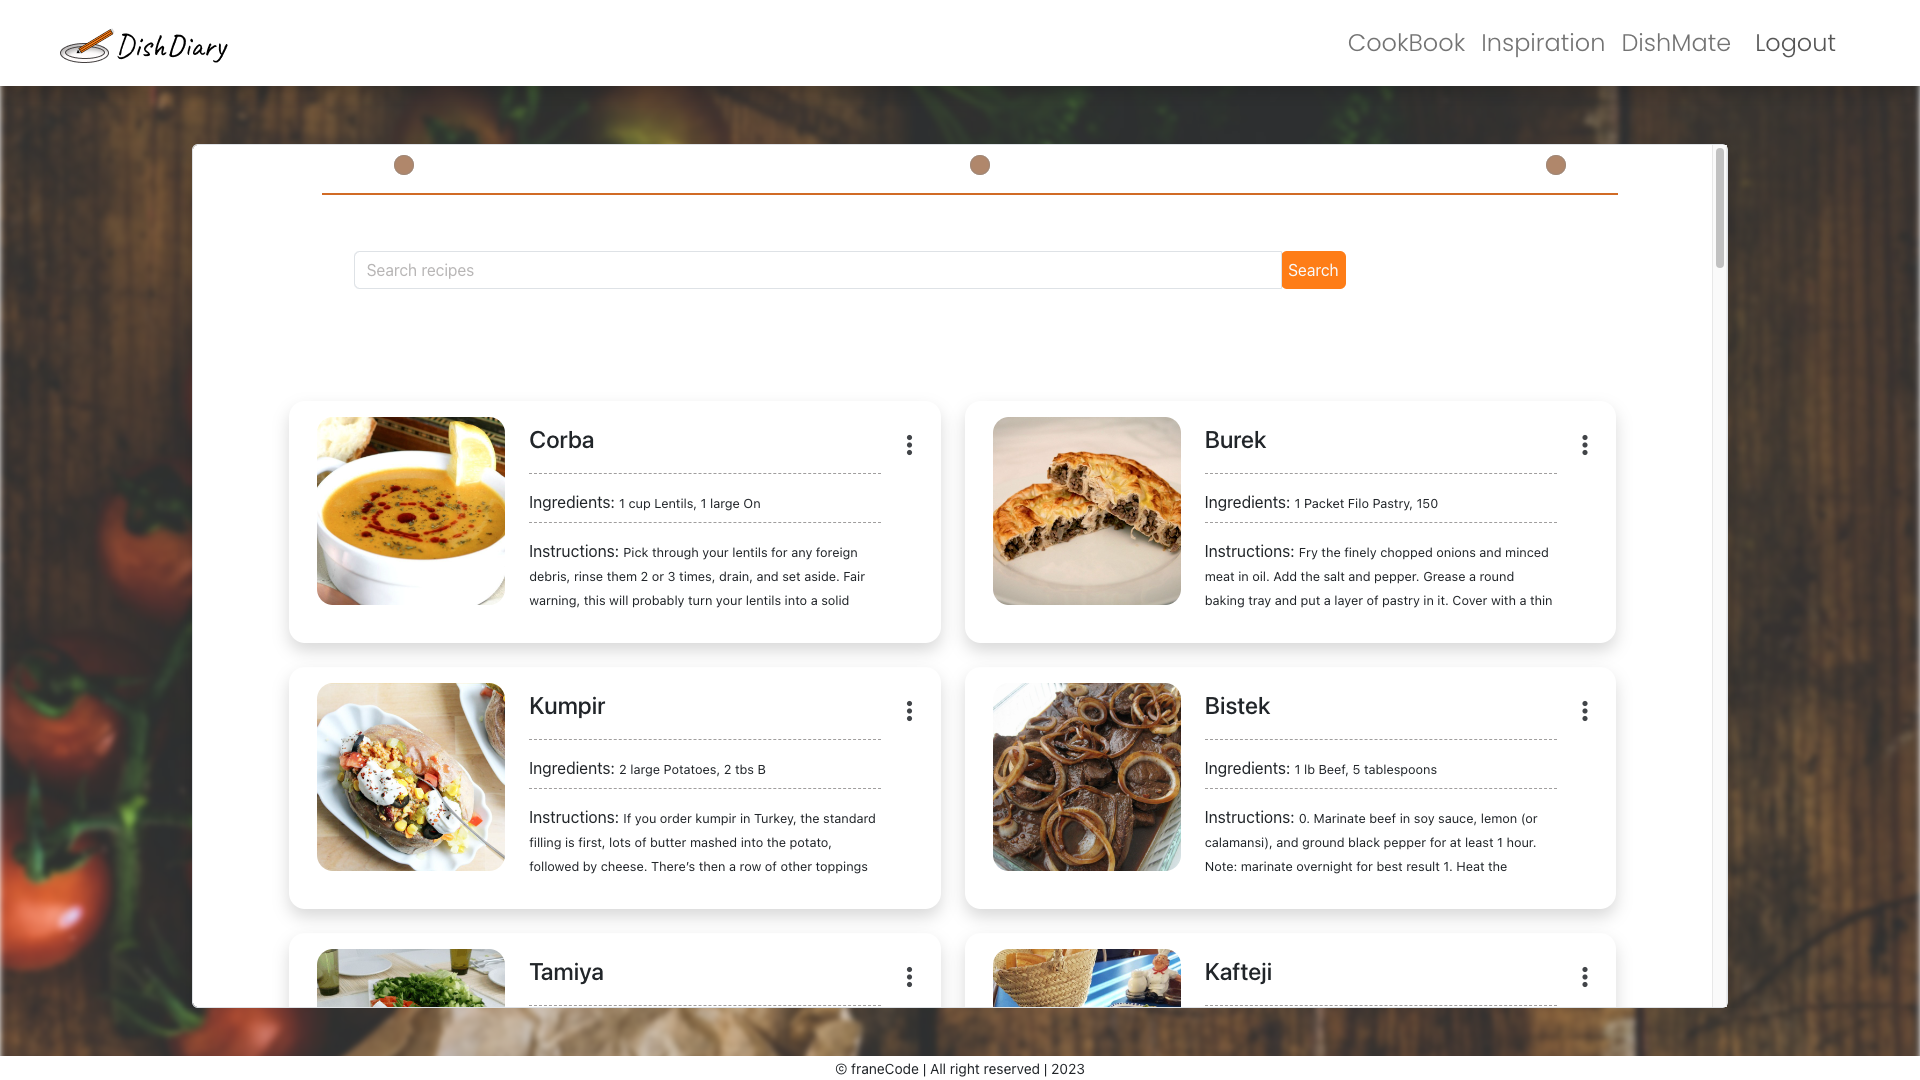 DishDiary
CookBook Inspiration DishMate Logout
Search recipes Search
Corba
Ingredients: 1 cup Lentils, 1 large On
Instructions: Pick through your lentils for any foreign
debris, rinse them 2 or 3 times, drain, and set aside. Fair
warning, this will probably turn your lentils into a solid
Burek
Ingredients: 1 Packet Filo Pastry, 150
Instructions: Fry the finely chopped onions and minced
meat in oil. Add the salt and pepper. Grease a round
baking tray and put a layer of pastry in it. Cover with a thin
Kumpir
Ingredients: 2 large Potatoes, 2 tbs B
Instructions: If you order kumpir in Turkey, the standard
filling is first, lots of butter mashed into the potato,
followed by cheese. There's then a row of other toppings
Bistek
Ingredients: 1 lb Beef, 5 tablespoons
Instructions: 0. Marinate beef in soy sauce, lemon (or
calamansi), and ground black pepper for at least 1 hour.
Note: marinate overnight for best result 1. Heat the
Tamiya
Kafteji
© franeCode | All right reserved | 2023